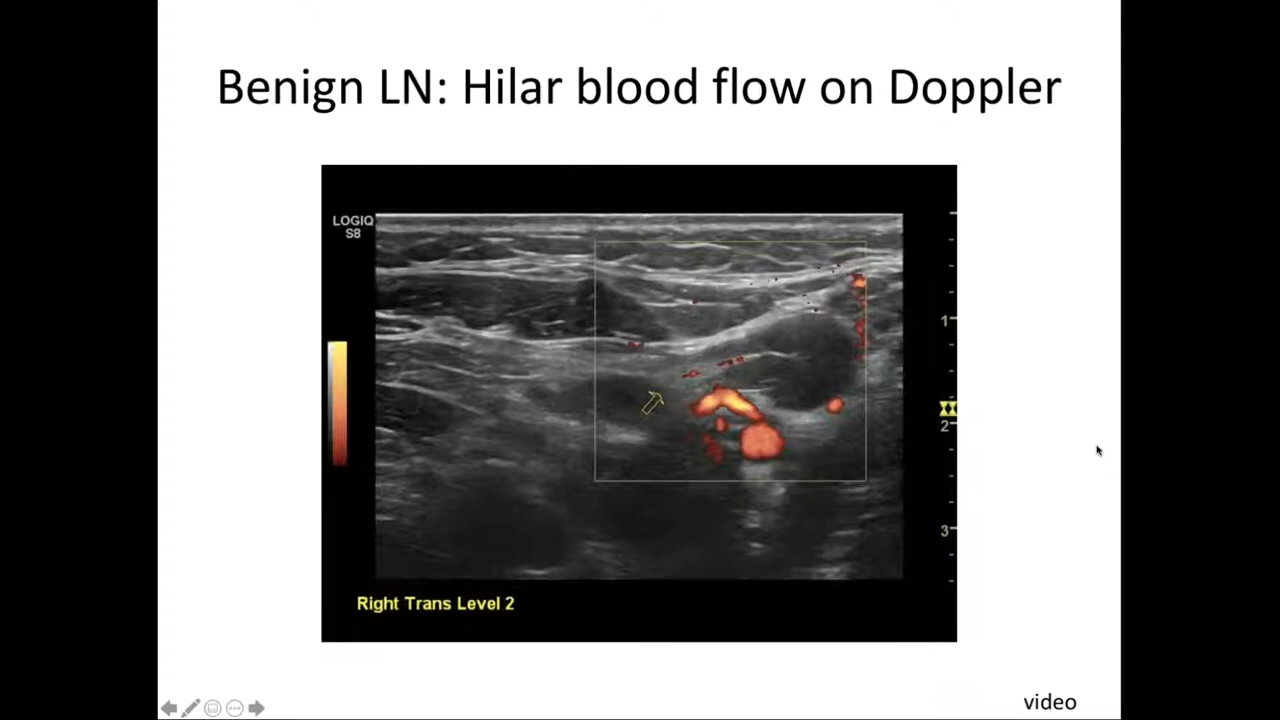 Benign LN: Hilar blood flow on Doppler
LOGIQ
S8
1
2
3
Right Trans Level 2
video